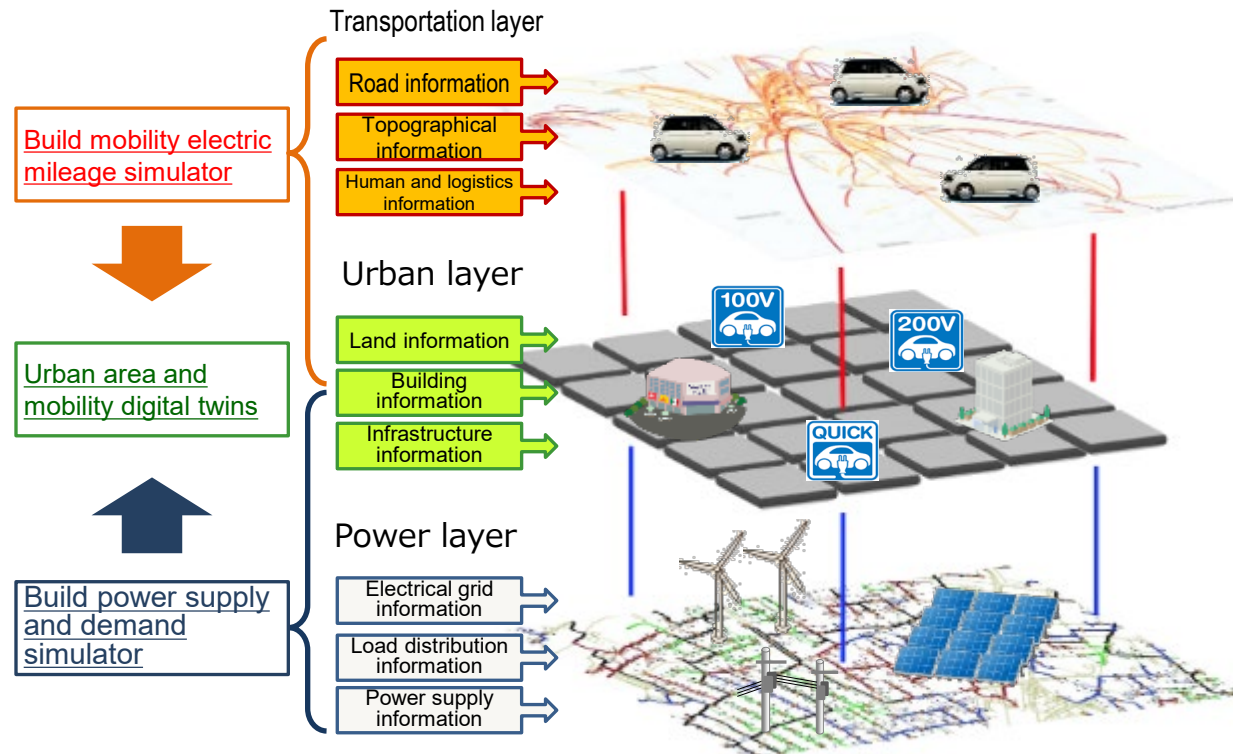 Transportation layer
Road information
Topographical
information
Human and logistics
information
Build mobility electric
mileage simulator
Urban layer
100V
200V
Land information
Building
information
Infrastructure
information
QUICK
Urban area and
mobility digital twins
Power layer
Electrical grid
information
Load distribution
information
Power supply
information
Build power supply
and demand
simulator